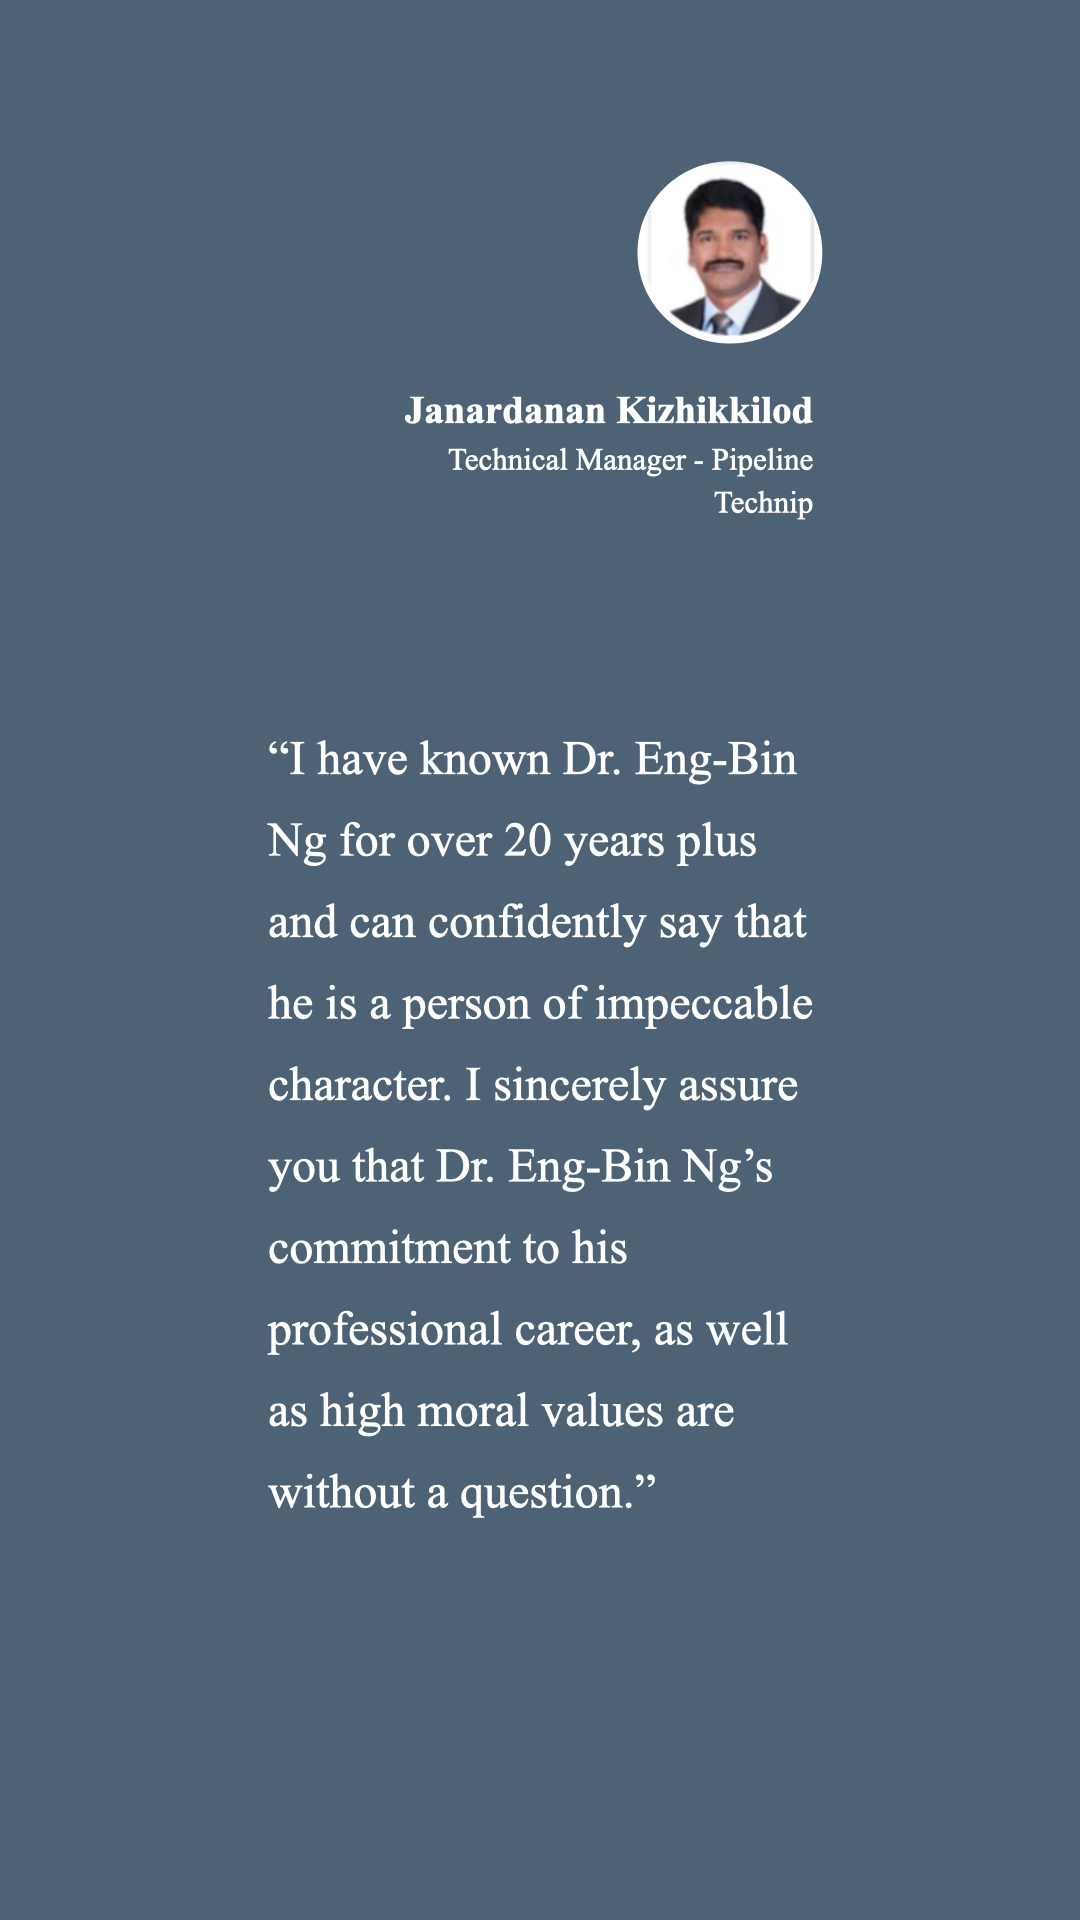 Janardanan Kizhikkilod
Technical Manager - Pipeline
Technip
“I have known Dr. Eng-Bin
Ng for over 20 years plus
and can confidently say that
he is a person of impeccable
character. I sincerely assure
you that Dr. Eng-Bin Ng’s
commitment to his
professional career, as well
as high moral values are
without a question.”